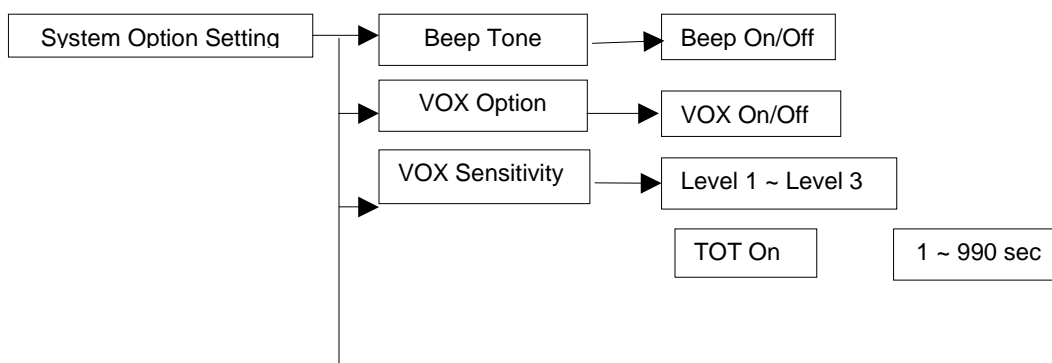 System Option Setting
Beep Tone
Beep On/Off
VOX Option
VOX On/Off
VOX Sensitivity
Level 1 ~ Level 3
TOT On
1 ~ 990 sec